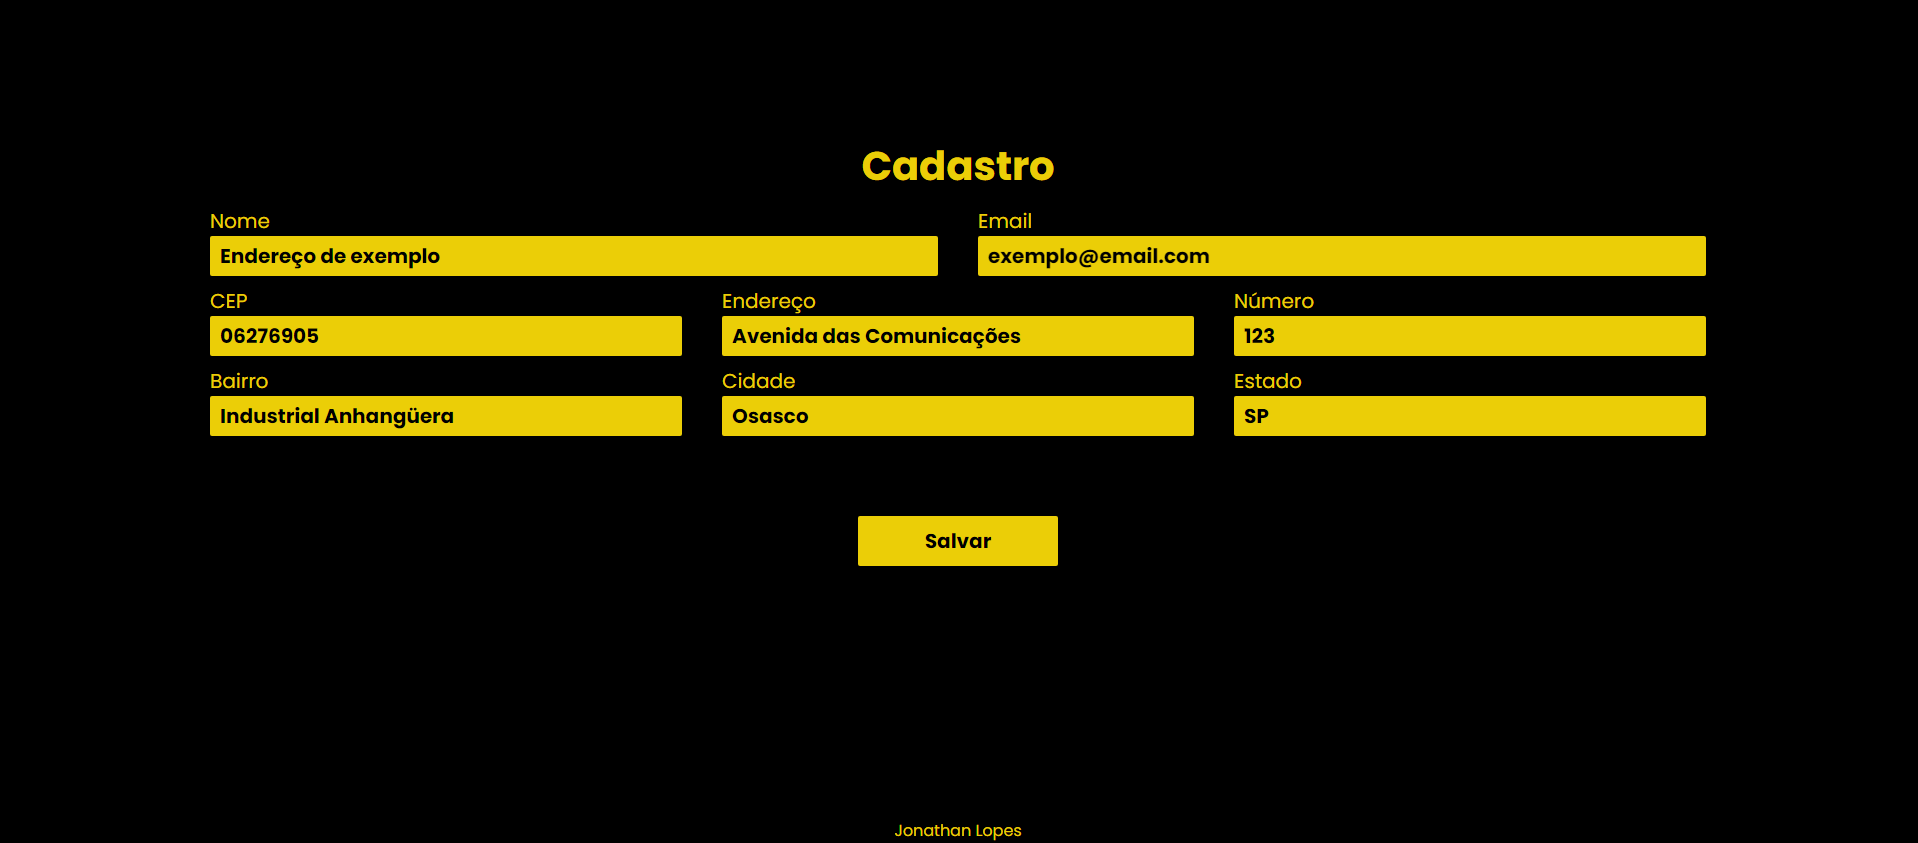 Cadastro
Nome
Email
Endereço de exemplo
exemplo@email.com
CEP
Endereço
Número
06276905
Avenida das Comunicações
123
Bairro
Cidade
Estado
Industrial Anhangüera
Osasco
SP
Salvar
Jonathan Lopes